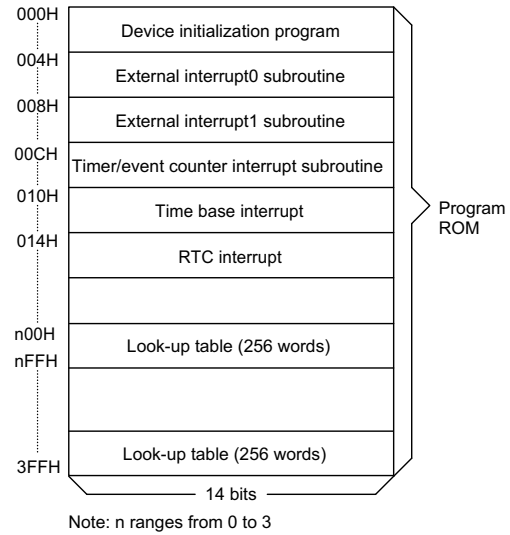 000H
Device initialization program
004H
External interrupt0 subroutine
008H
External interrupt1 subroutine
00CH
Timer/event counter interrupt subroutine
010H
Time base interrupt
014H
RTC interrupt
Program
ROM
n00H
Look-up table (256 words)
nFFH
Look-up table (256 words)
3FFH
14 bits
Note: n ranges from 0 to 3